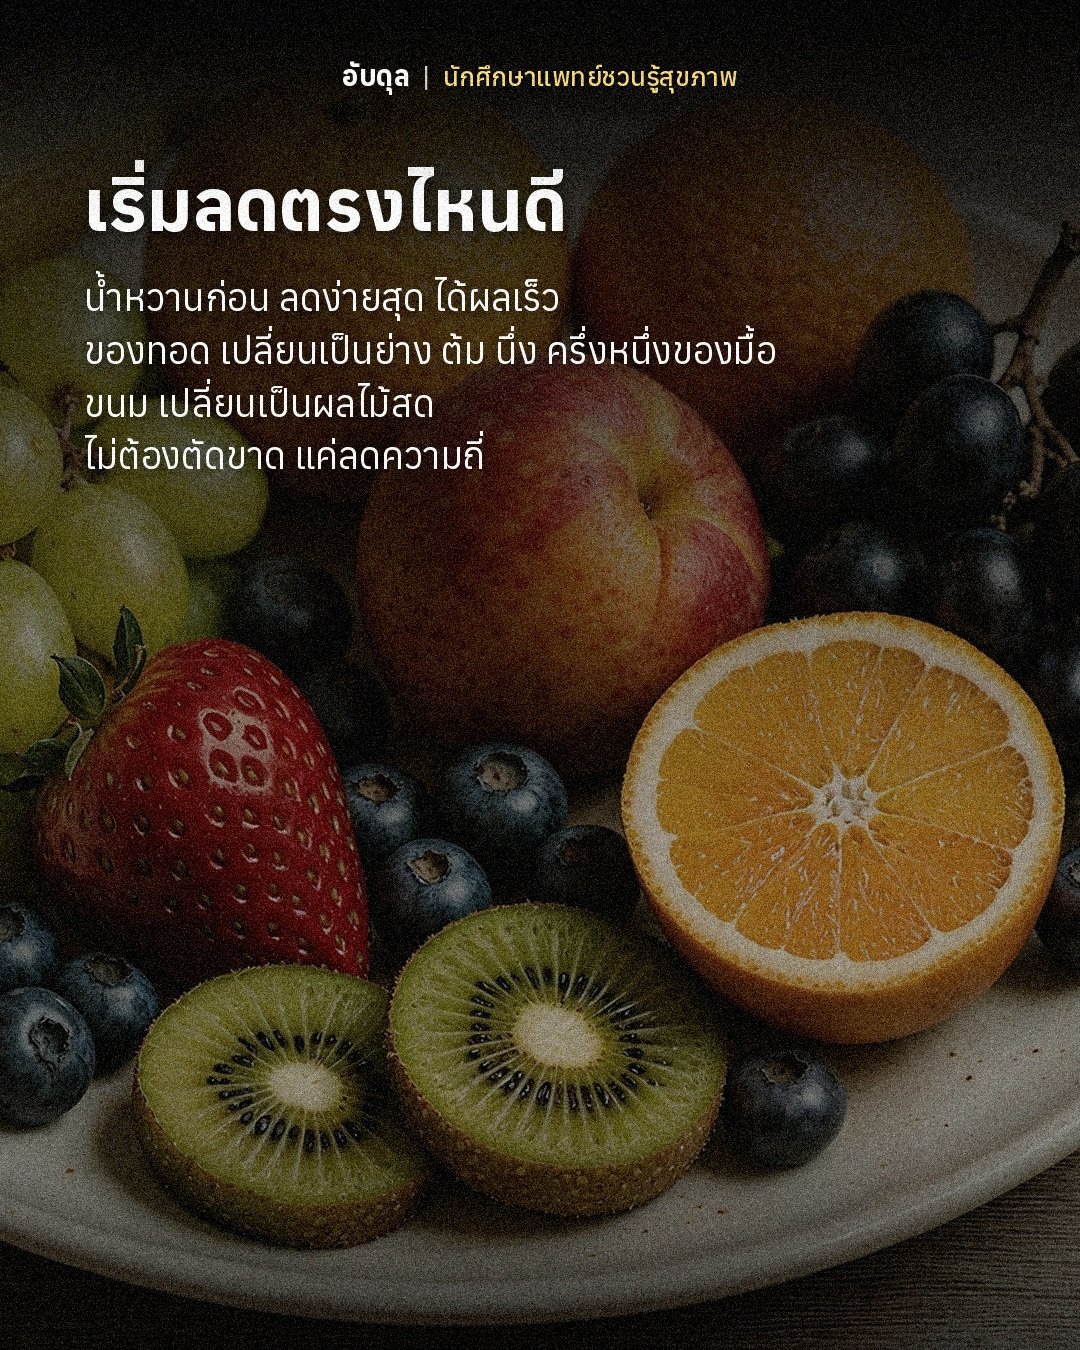 อับดุล | นักศึกษาแพทย์ชวนรู้สุขภาพ
เริ่มลดตรงไหนดี
น้ำหวานก่อน ลดง่ายสุด ได้ผลเร็ว
ของทอด เปลี่ยนเป็นย่าง ต้ม นึ่ง ครึ่งหนึ่งของมื้อ
ขนม เปลี่ยนเป็นผลไม้สด
ไม่ต้องตัดขาด แค่ลดความถี่